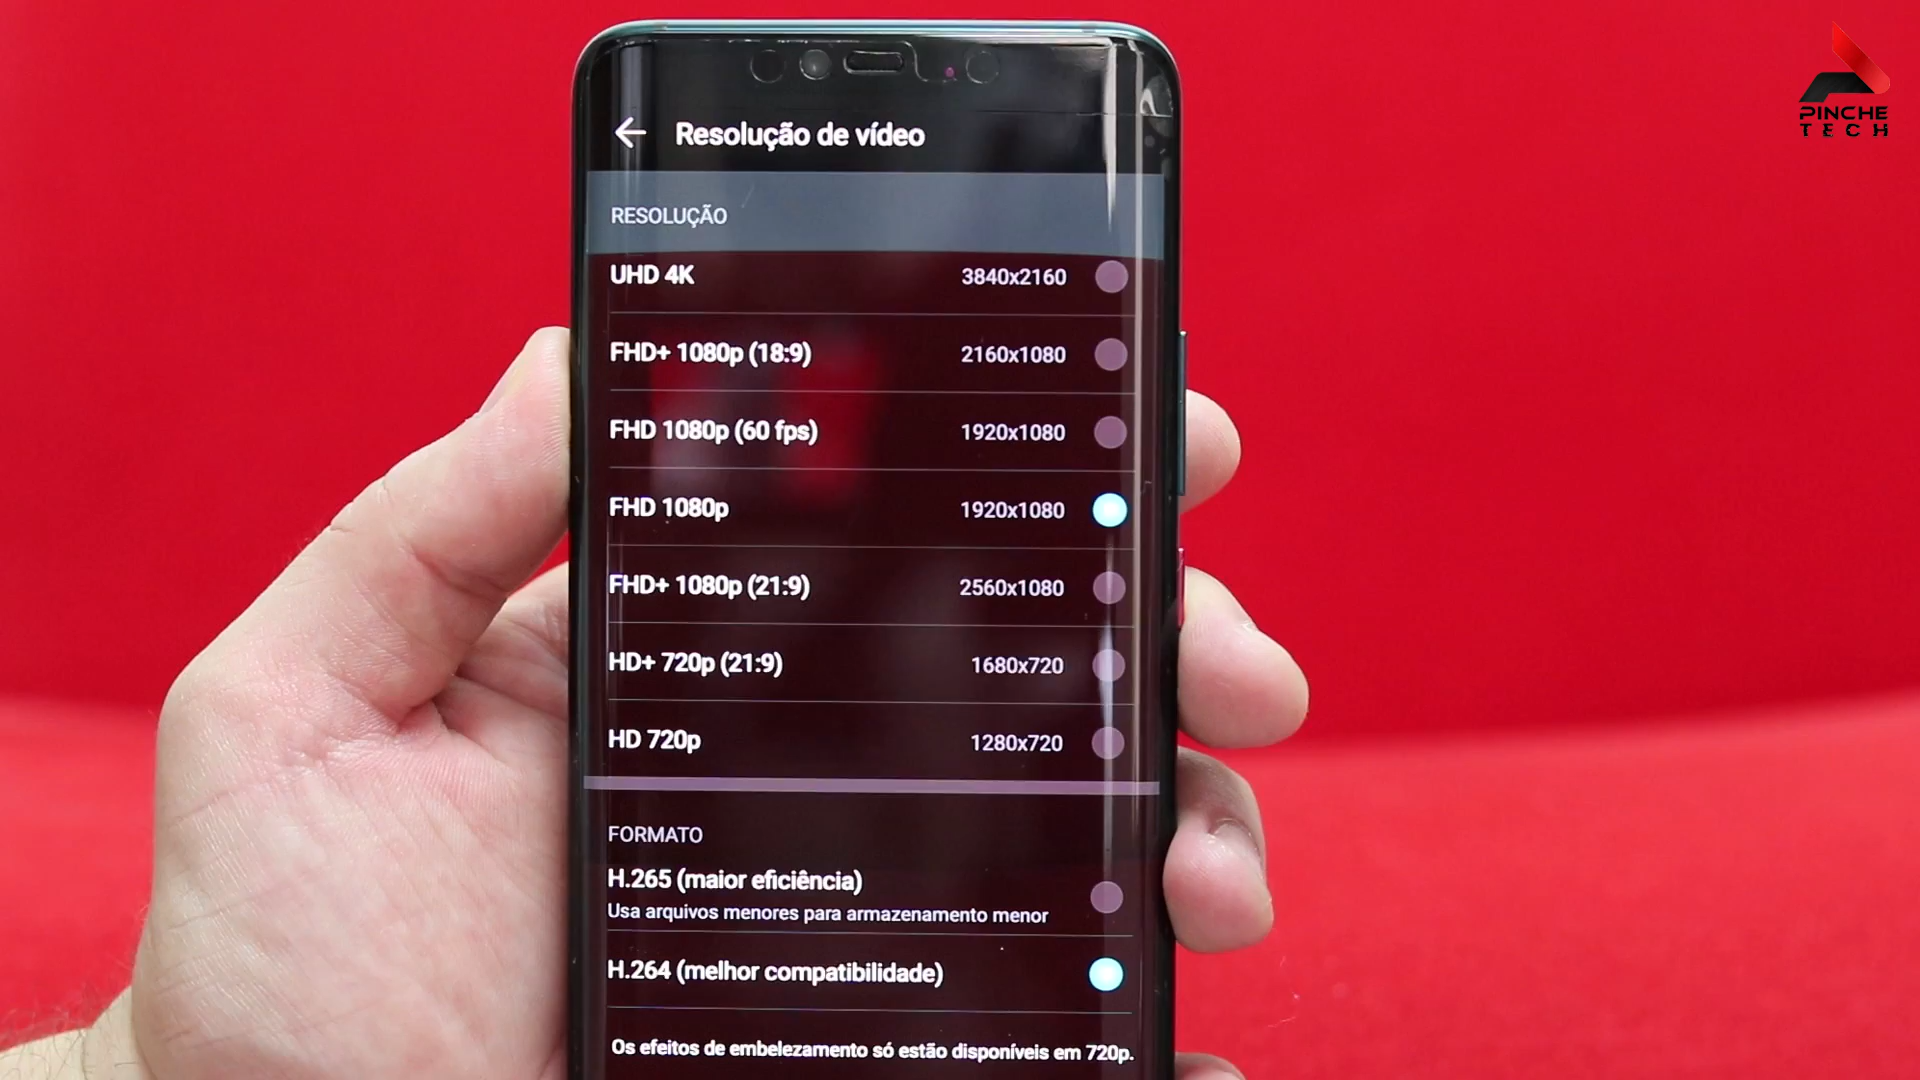 PINCHE
TECH
Resolução de vídeo
RESOLUÇÃO
UHD 4K 3840x2160
FHD+ 1080p (18:9) 2160x1080
FHD 1080p (60 fps) 1920x1080
FHD 1080p 1920x1080
FHD+ 1080p (21:9) 2560x1080
HD+ 720p (21:9) 1680x720
HD 720p 1280x720
FORMATO
H.265 (maior eficiência)
Usa arquivos menores para armazenamento menor
H.264 (melhor compatibilidade)
Os efeitos de embelezamento só estão disponíveis em 720p.